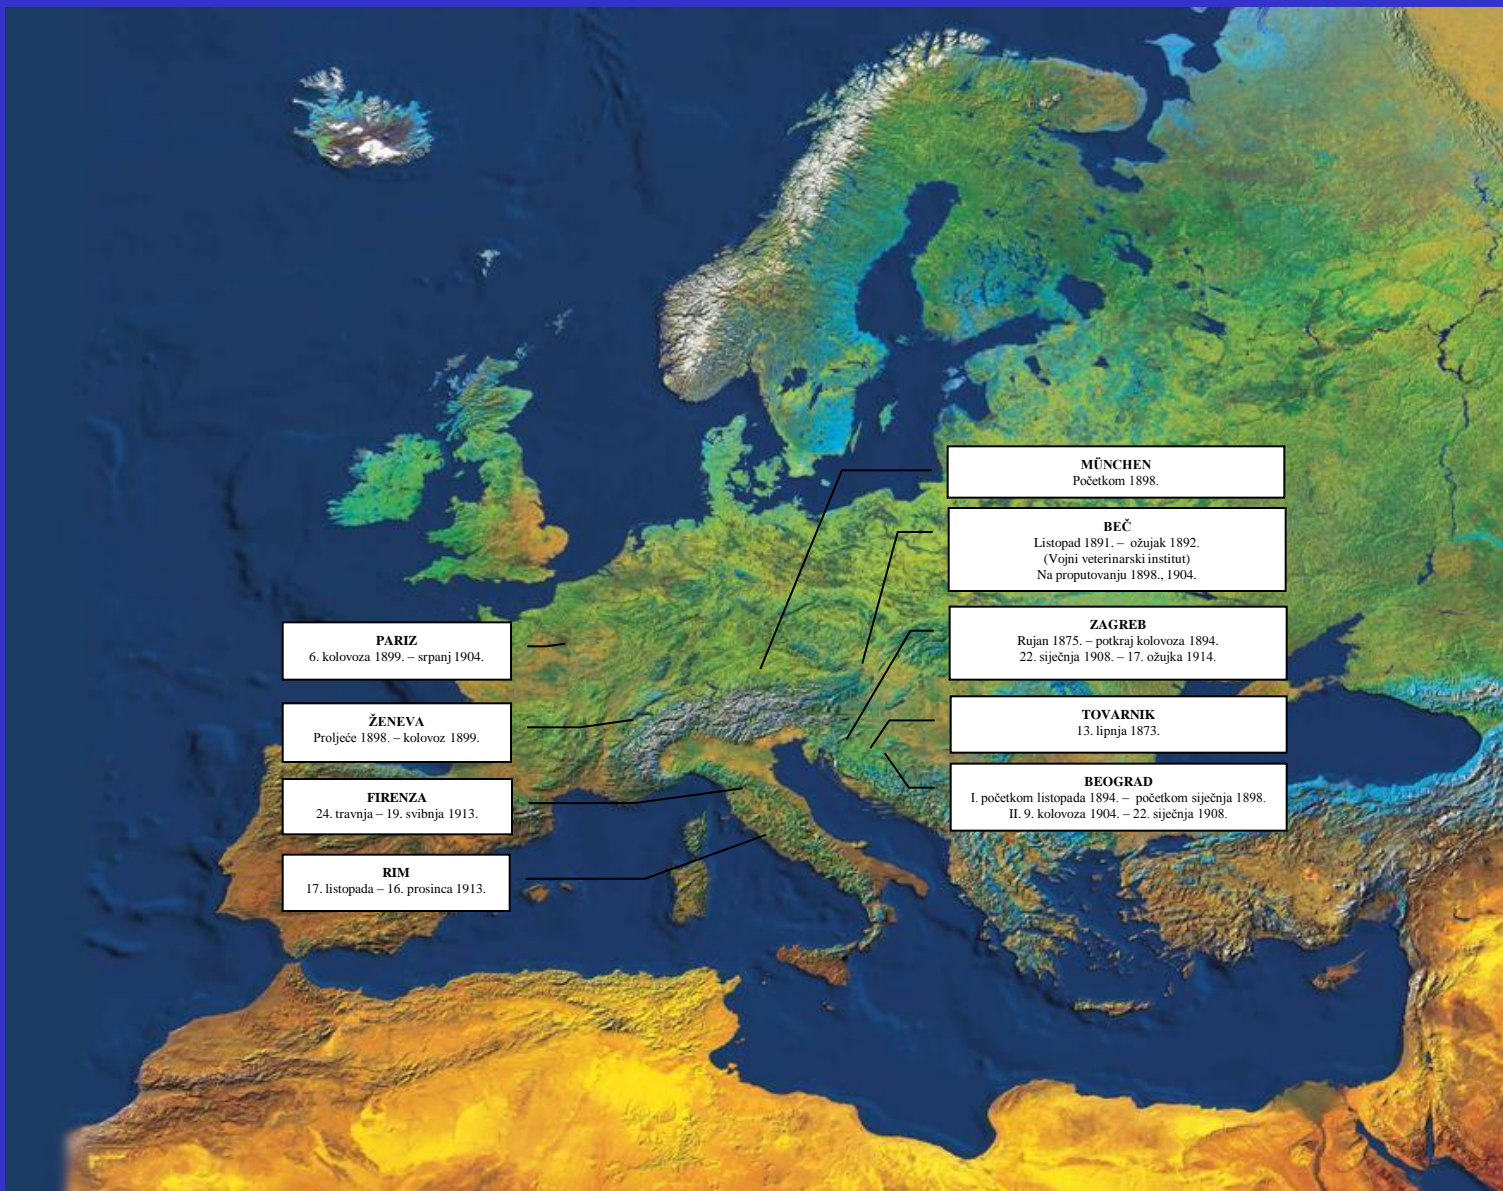 MÜNCHEN
Početkom 1898.
BEČ
Listopad 1891. – ožujak 1892.
(Vojni veterinarski institut)
Na proputovanju 1898., 1904.
ZAGREB
Rujan 1875. – potkraj kolovoza 1894.
22. siječnja 1908. – 17. ožujka 1914.
TOVARNIK
13. lipnja 1873.
BEOGRAD
I. početkom listopada 1894. – početkom siječnja 1898.
II. 9. kolovoza 1904. – 22. siječnja 1908.
PARIZ
6. kolovoza 1899. – srpanj 1904.
ŽENEVA
Proljeće 1898. – kolovoz 1899.
FIRENZA
24. travnja – 19. svibnja 1913.
RIM
17. listopada – 16. prosinca 1913.